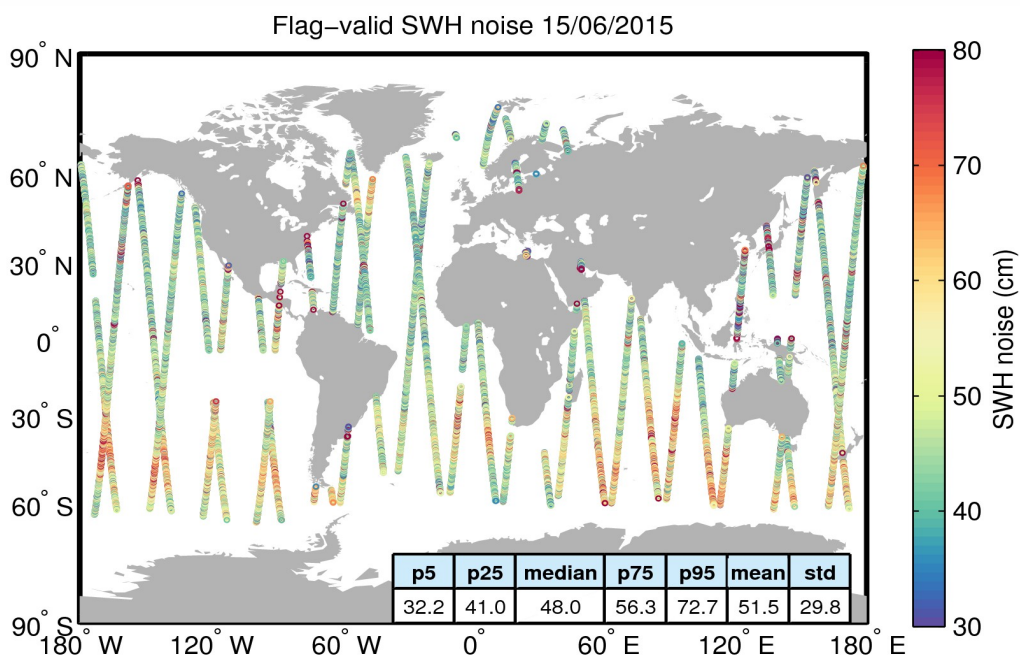 Flag−valid SWH noise 15/06/2015
90° N
60° N
30° N
0°
30° S
60° S
90° S
180° W
120° W
60° W
0°
60° E
120° E
180° E
p5 p25 median p75 p95 mean std
32.2 41.0 48.0 56.3 72.7 51.5 29.8
80
70
60
50
40
30
SWH noise (cm)